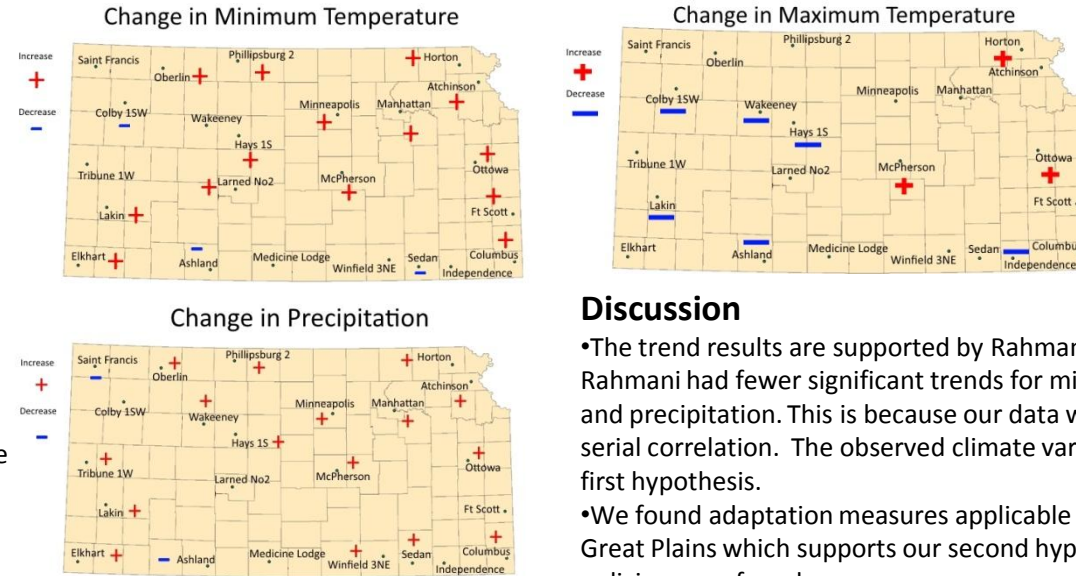 Change in Minimum Temperature
Increase
Decrease
Saint Francis
Oberlin
Phillipsburg 2
Horton
Atchinson
Colby 1SW
Wakeeney
Minneapolis
Manhattan
Hays 1S
Tribune 1W
Larned No2
McPherson
Ottowa
Lakin
Ft Scott
Elkhart
Ashland
Medicine Lodge
Winfield 3NE
Sedan
Columbus
Independence
Change in Maximum Temperature
Increase
Decrease
Saint Francis
Oberlin
Phillipsburg 2
Horton
Atchinson
Colby 1SW
Wakeeney
Minneapolis
Manhattan
Hays 1S
Tribune 1W
Larned No2
McPherson
Ottowa
Lakin
Ft Scott
Elkhart
Ashland
Medicine Lodge
Winfield 3NE
Sedan
Columbu
Independence
Change in Precipitation
Increase
Decrease
Saint Francis
Oberlin
Phillipsburg 2
Horton
Atchinson
Colby 1SW
Wakeeney
Minneapolis
Manhattan
Hays 1S
Tribune 1W
Larned No2
McPherson
Ottowa
Lakin
Ft Scott
Elkhart
Ashland
Medicine Lodge
Winfield 3NE
Sedan
Columbus
Independence
e
Discussion
•The trend results are supported by Rahman
Rahmani had fewer significant trends for mi
and precipitation. This is because our data w
serial correlation. The observed climate var
first hypothesis.
•We found adaptation measures applicable
Great Plains which supports our second hyp